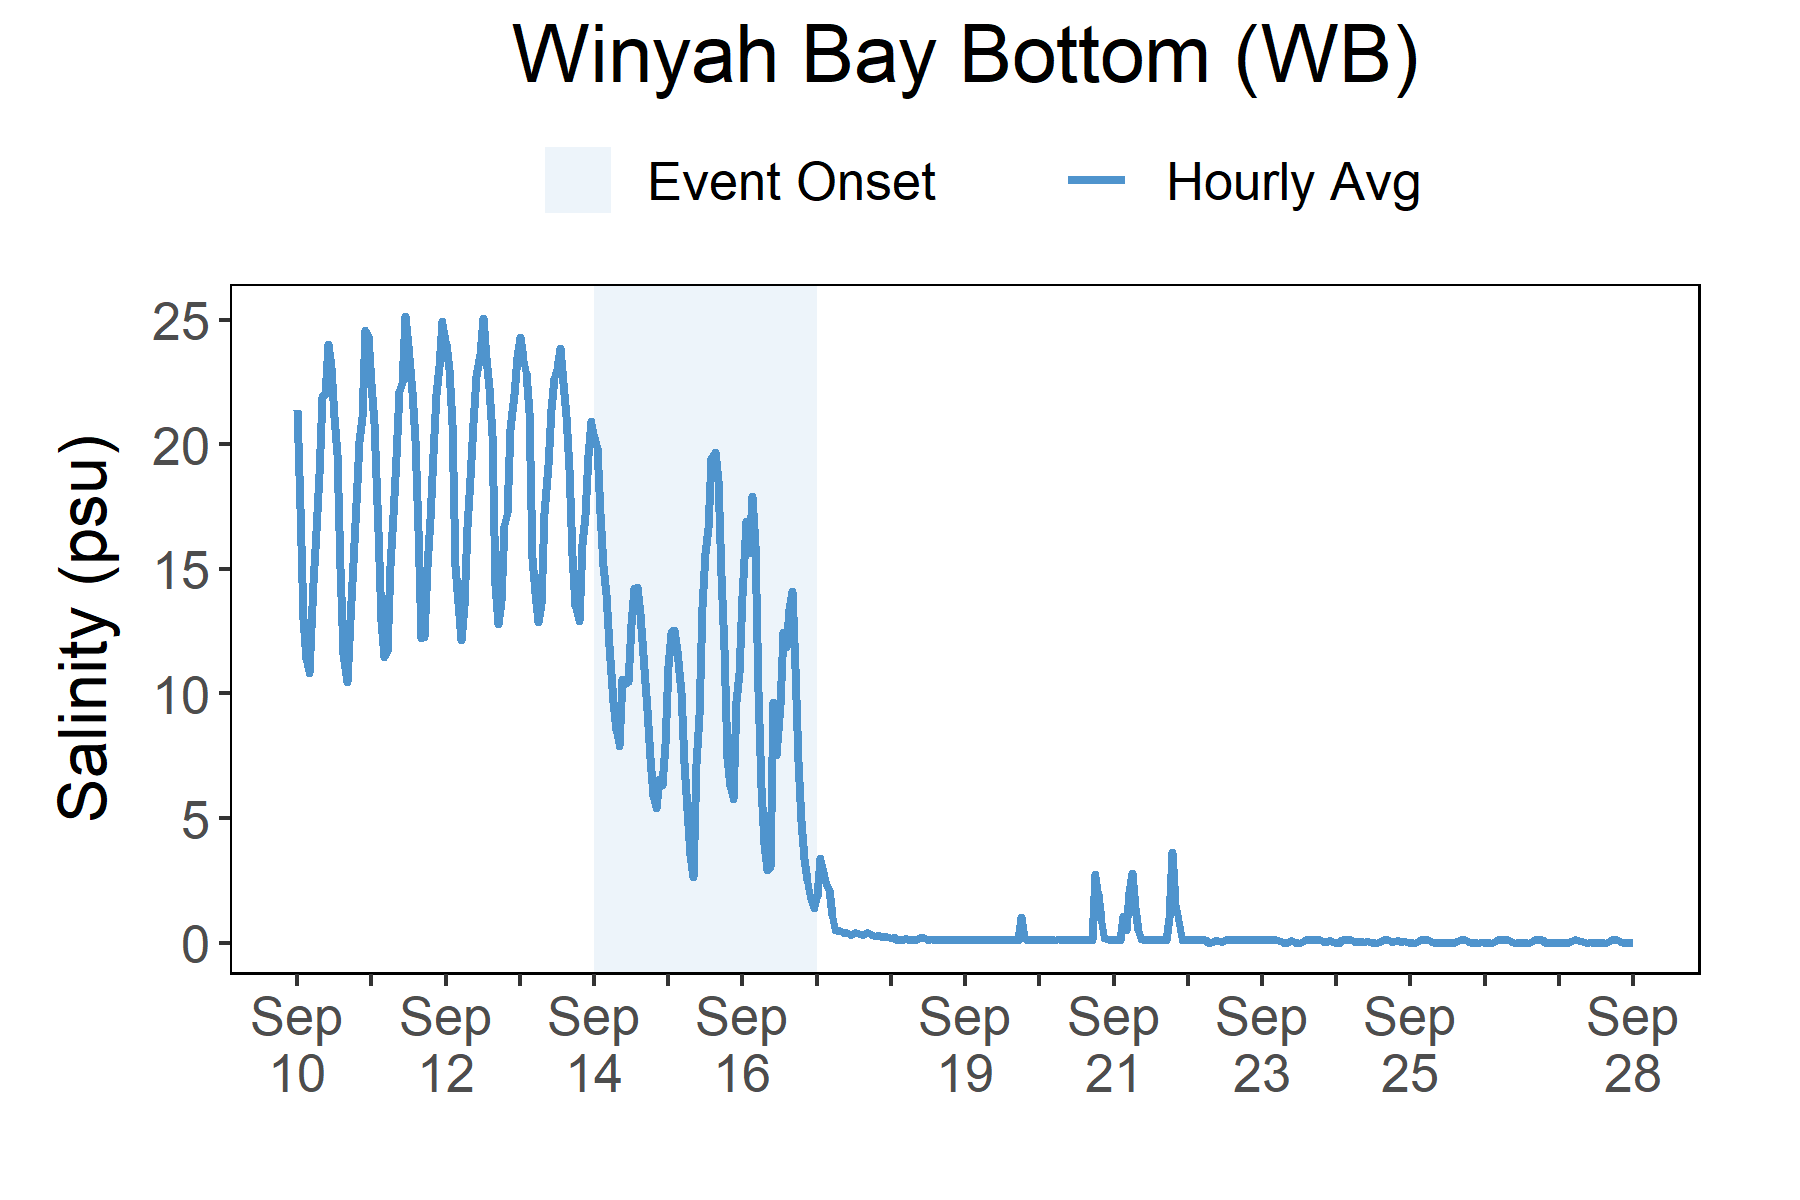 Winyah Bay Bottom (WB)
Event Onset Hourly Avg
Salinity (psu)
25
20
15
10
5
0
Sep Sep Sep Sep Sep Sep Sep Sep Sep
10 12 14 16 19 21 23 25 28